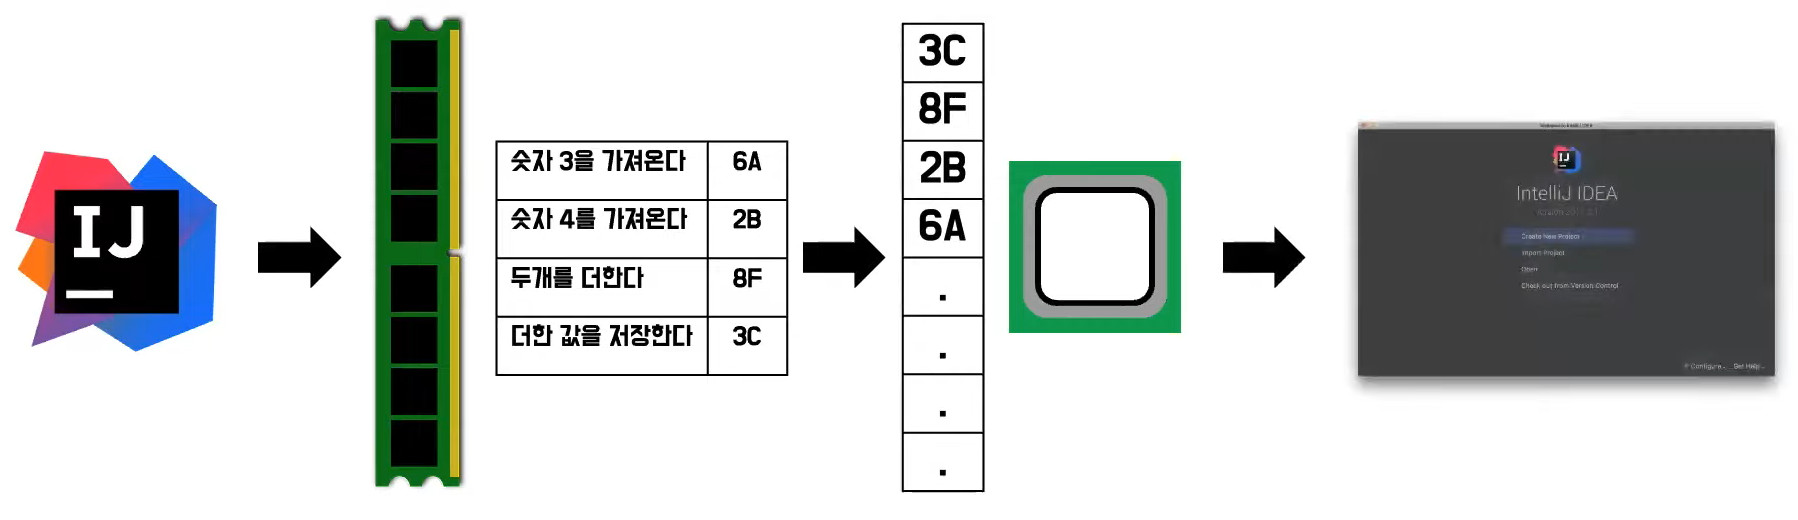 IJ
숫자 3을 가져온다 6A
숫자 4를 가져온다 2B
두개를 더한다 8F
더한 값을 저장한다 3C
3C
8F
2B
6A
.
.
.
.
IJ
IntelliJ IDEA
Create New Project
Import Project
Open
Check out from Version Control
Configure Get Help